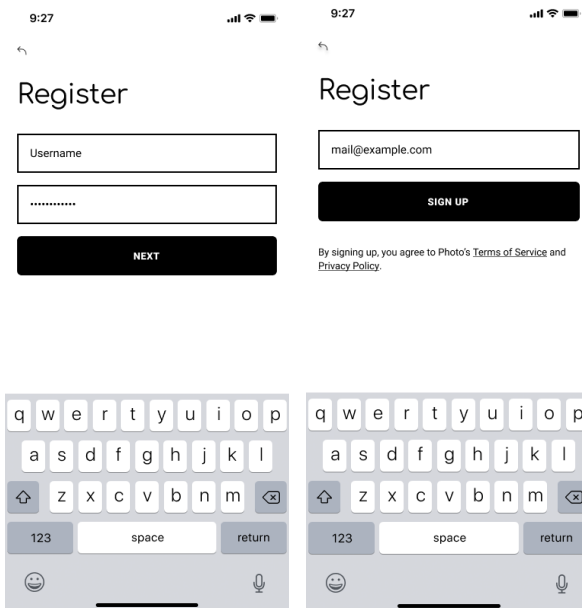 9:27
Register
Username
............
NEXT
q w e r t y u i o p
a s d f g h j k l
z x c v b n m
123 space return
9:27
Register
mail@example.com
SIGN UP
By signing up, you agree to Photo's Terms of Service and
Privacy Policy.
q w e r t y u i o p
a s d f g h j k l
z x c v b n m
123 space return